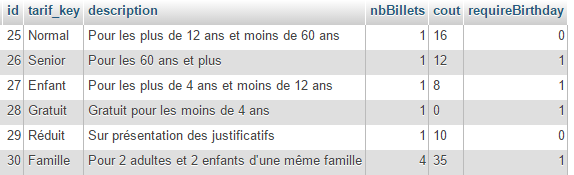 id tarif_key description nbBillets cout requireBirthday
25 Normal Pour les plus de 12 ans et moins de 60 ans 1 16 0
26 Senior Pour les 60 ans et plus 1 12 1
27 Enfant Pour les plus de 4 ans et moins de 12 ans 1 8 1
28 Gratuit Gratuit pour les moins de 4 ans 1 0 1
29 Réduit Sur présentation des justificatifs 1 10 0
30 Famille Pour 2 adultes et 2 enfants d'une même famille 4 35 1